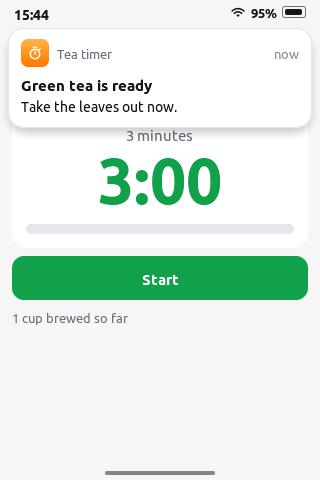 15:44
95%
Tea timer
now
Green tea is ready
Take the leaves out now.
3 minutes
3:00
Start
1 cup brewed so far